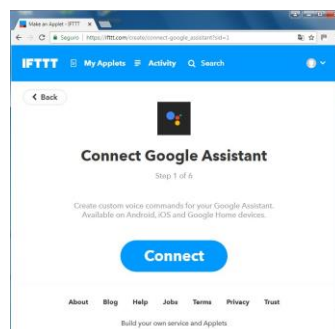 Make an Applet - IFTTT
Seguro | https://ifttt.com/create/connect-google_assistant?sid=1
IFTTT My Applets Activity Search
Back
Connect Google Assistant
Step 1 of 6
Create custom voice commands for your Google Assistant.
Available on Android, iOS and Google Home devices.
Connect
About Blog Help Jobs Terms Privacy Trust
Build your own service and Applets